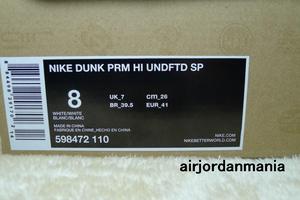 NIKE DUNK PRM HI UNDFTD SP
8
UK_7
cm_26
BR_39.5
EUR_41
WHITE/WHITE
BLANC/BLANC
MADE IN CHINA
FABRIQUE EN CHINE_HECHO EN CHINA
598472 110
NIKE.COM
NIKEBETTERWORLD.COM
airjordanmania